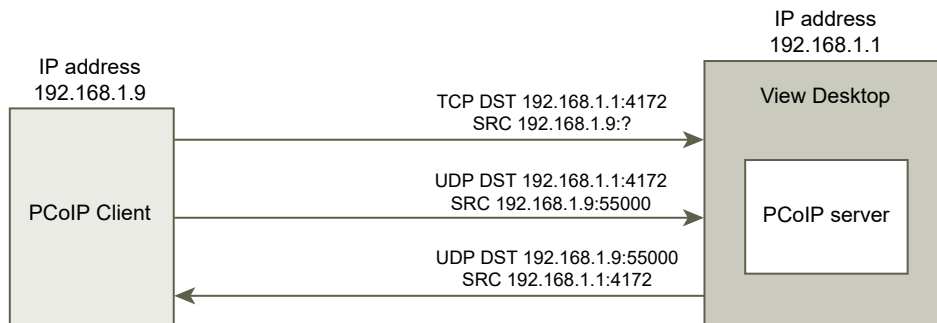 IP address
192.168.1.1
IP address
192.168.1.9
View Desktop
TCP DST 192.168.1.1:4172
SRC 192.168.1.9:?
UDP DST 192.168.1.1:4172
SRC 192.168.1.9:55000
PCoIP Client
PCoIP server
UDP DST 192.168.1.9:55000
SRC 192.168.1.1:4172